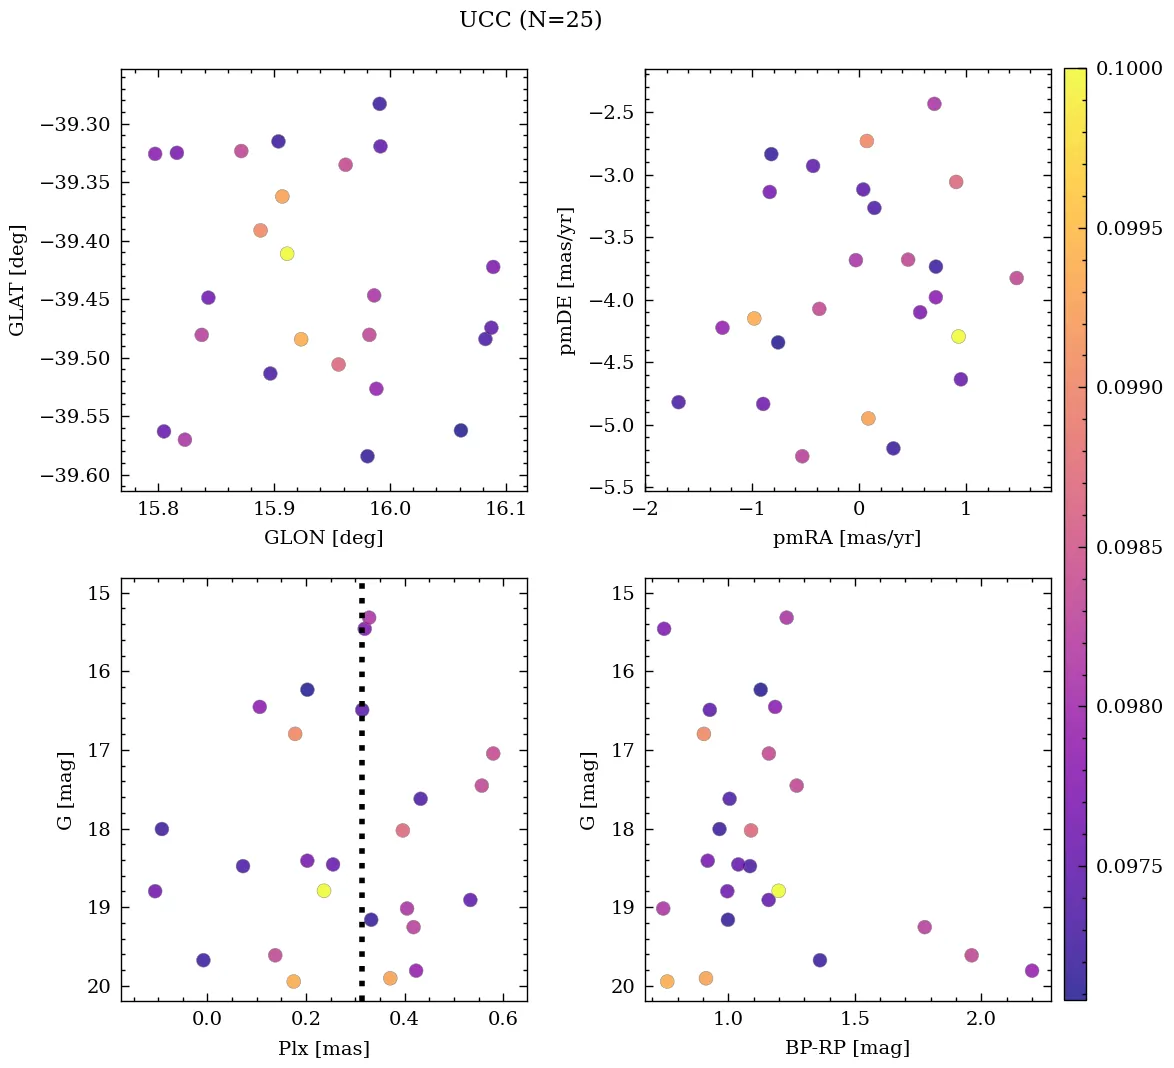 UCC (N=25)
−39.30
−39.35
−39.40
−39.45
−39.50
−39.55
−39.60
GLAT [deg]
15.8 15.9 16.0 16.1
GLON [deg]
−2.5
−3.0
−3.5
−4.0
−4.5
−5.0
−5.5
pmDE [mas/yr]
−2 −1 0 1
pmRA [mas/yr]
15
16
17
18
19
20
G [mag]
0.0 0.2 0.4 0.6
Plx [mas]
15
16
17
18
19
20
G [mag]
1.0 1.5 2.0
BP-RP [mag]
0.1000
0.0995
0.0990
0.0985
0.0980
0.0975